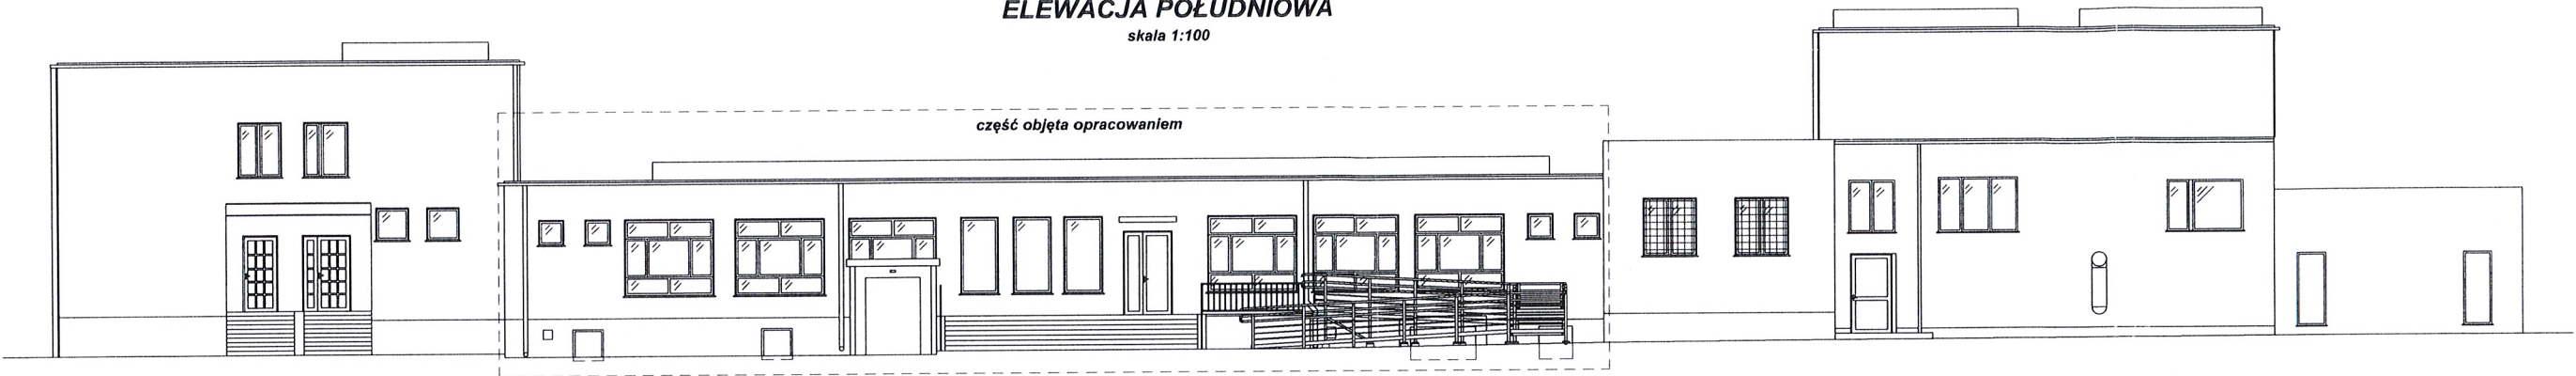 ELEWACJA POŁUDNIOWA
skala 1:100
część objęta opracowaniem